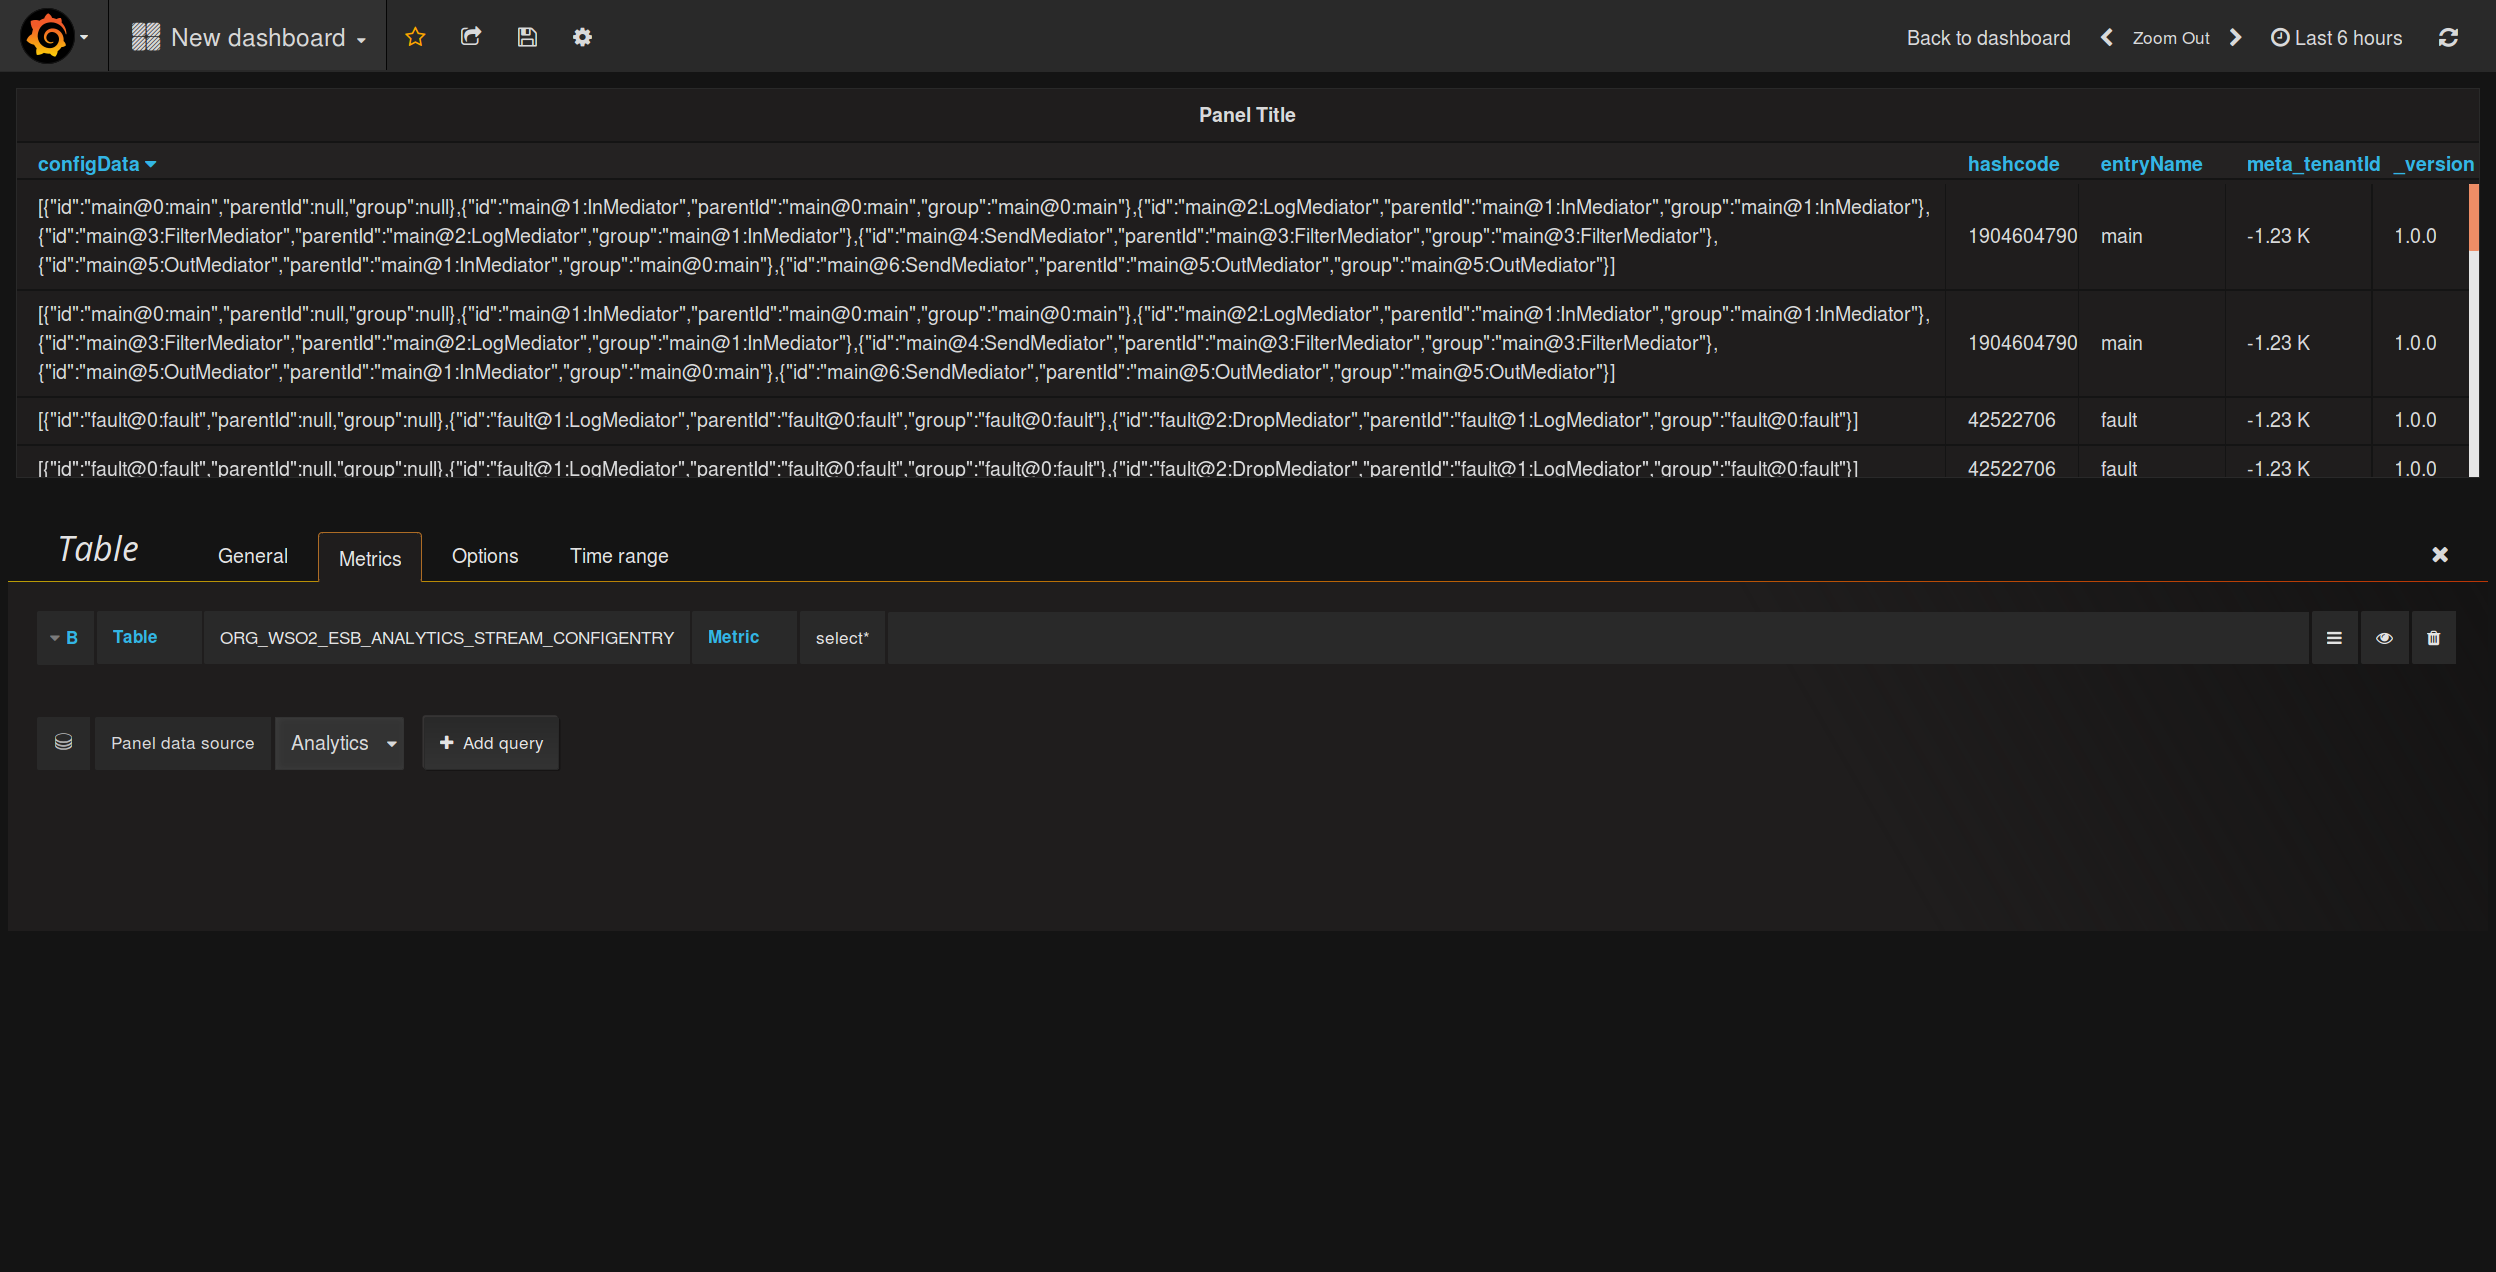 New dashboard
Back to dashboard
Zoom Out
Last 6 hours
Panel Title
configData hashcode entryName meta_tenantId _version
[{"id":"main@0:main","parentId":null,"group":null},{"id":"main@1:InMediator","parentId":"main@0:main","group":"main@0:main"},{"id":"main@2:LogMediator","parentId":"main@1:InMediator","group":"main@1:InMediator"},
{"id":"main@3:FilterMediator","parentId":"main@2:LogMediator","group":"main@1:InMediator"},{"id":"main@4:SendMediator","parentId":"main@3:FilterMediator","group":"main@3:FilterMediator"}, 1904604790 main -1.23 K 1.0.0
{"id":"main@5:OutMediator","parentId":"main@1:InMediator","group":"main@0:main"},{"id":"main@6:SendMediator","parentId":"main@5:OutMediator","group":"main@5:OutMediator"}]
[{"id":"main@0:main","parentId":null,"group":null},{"id":"main@1:InMediator","parentId":"main@0:main","group":"main@0:main"},{"id":"main@2:LogMediator","parentId":"main@1:InMediator","group":"main@1:InMediator"},
{"id":"main@3:FilterMediator","parentId":"main@2:LogMediator","group":"main@1:InMediator"},{"id":"main@4:SendMediator","parentId":"main@3:FilterMediator","group":"main@3:FilterMediator"}, 1904604790 main -1.23 K 1.0.0
{"id":"main@5:OutMediator","parentId":"main@1:InMediator","group":"main@0:main"},{"id":"main@6:SendMediator","parentId":"main@5:OutMediator","group":"main@5:OutMediator"}]
[{"id":"fault@0:fault","parentId":null,"group":null},{"id":"fault@1:LogMediator","parentId":"fault@0:fault","group":"fault@0:fault"},{"id":"fault@2:DropMediator","parentId":"fault@1:LogMediator","group":"fault@0:fault"}] 42522706 fault -1.23 K 1.0.0
[{"id":"fault@0:fault","parentId":null,"group":null},{"id":"fault@1:LogMediator","parentId":"fault@0:fault","group":"fault@0:fault"},{"id":"fault@2:DropMediator","parentId":"fault@1:LogMediator","group":"fault@0:fault"}] 42522706 fault -1.23 K 1.0.0
Table General Metrics Options Time range
B Table ORG_WSO2_ESB_ANALYTICS_STREAM_CONFIGENTRY Metric select*
Panel data source Analytics Add query